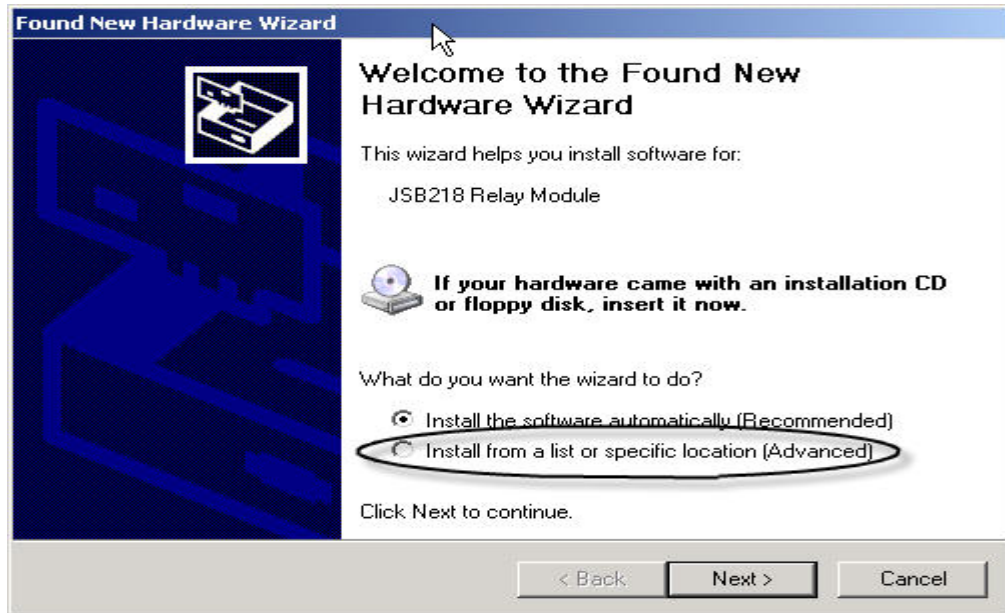 Found New Hardware Wizard
Welcome to the Found New
Hardware Wizard
This wizard helps you install software for:
JSB218 Relay Module
If your hardware came with an installation CD
or floppy disk, insert it now.
What do you want the wizard to do?
Install the software automatically (Recommended)
Install from a list or specific location (Advanced)
Click Next to continue.
< Back
Next >
Cancel